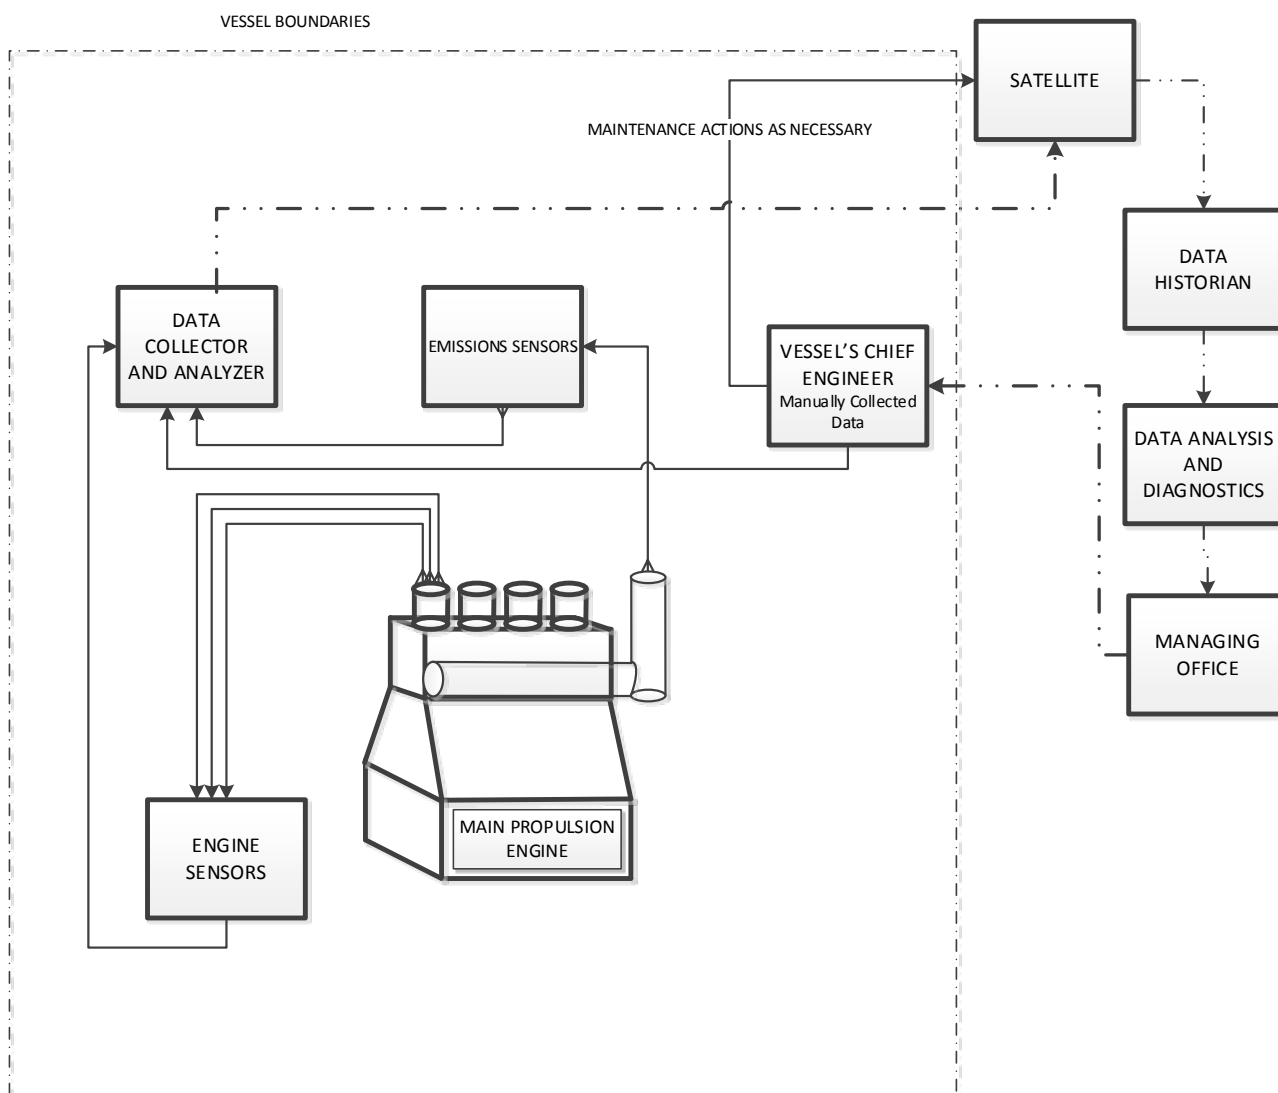 VESSEL BOUNDARIES
SATELLITE
MAINTENANCE ACTIONS AS NECESSARY
DATA
HISTORIAN
DATA
COLLECTOR
AND ANALYZER
EMISSIONS SENSORS
VESSEL’S CHIEF
ENGINEER
Manually Collected
Data
DATA ANALYSIS
AND
DIAGNOSTICS
MANAGING
OFFICE
ENGINE
SENSORS
MAIN PROPULSION
ENGINE